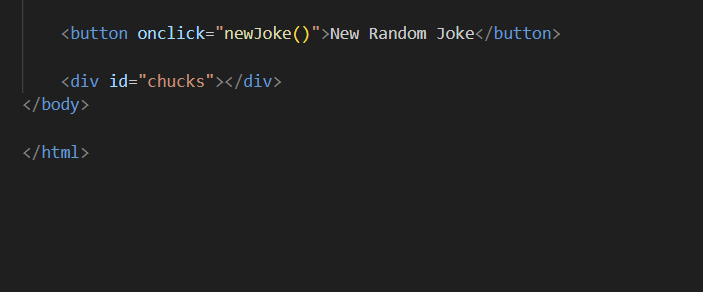 <button onclick="newJoke()">New Random Joke</button>
<div id="chucks"></div>
</body>
</html>